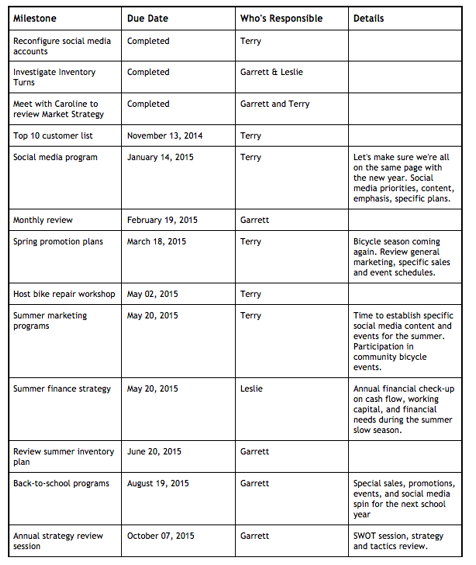 Milestone Due Date Who's Responsible Details
Reconfigure social media Completed Terry
accounts
Investigate Inventory Completed Garrett & Leslie
Turns
Meet with Caroline to Completed Garrett and Terry
review Market Strategy
Top 10 customer list November 13, 2014 Terry
Social media program January 14, 2015 Terry Let's make sure we're all
on the same page with
the new year. Social
media priorities, content,
emphasis, specific plans.
Monthly review February 19, 2015 Garrett
Spring promotion plans March 18, 2015 Terry Bicycle season coming
again. Review general
marketing, specific sales
and event schedules.
Host bike repair workshop May 02, 2015 Terry
Summer marketing May 20, 2015 Terry Time to establish specific
programs social media content and
events for the summer.
Participation in
community bicycle
events.
Summer finance strategy May 20, 2015 Leslie Annual financial check-up
on cash flow, working
capital, and financial
needs during the summer
slow season.
Review summer inventory June 20, 2015 Garrett
plan
Back-to-school programs August 19, 2015 Garrett Special sales, promotions,
events, and social media
spin for the next school
year
Annual strategy review October 07, 2015 Garrett SWOT session, strategy
session and tactics review.